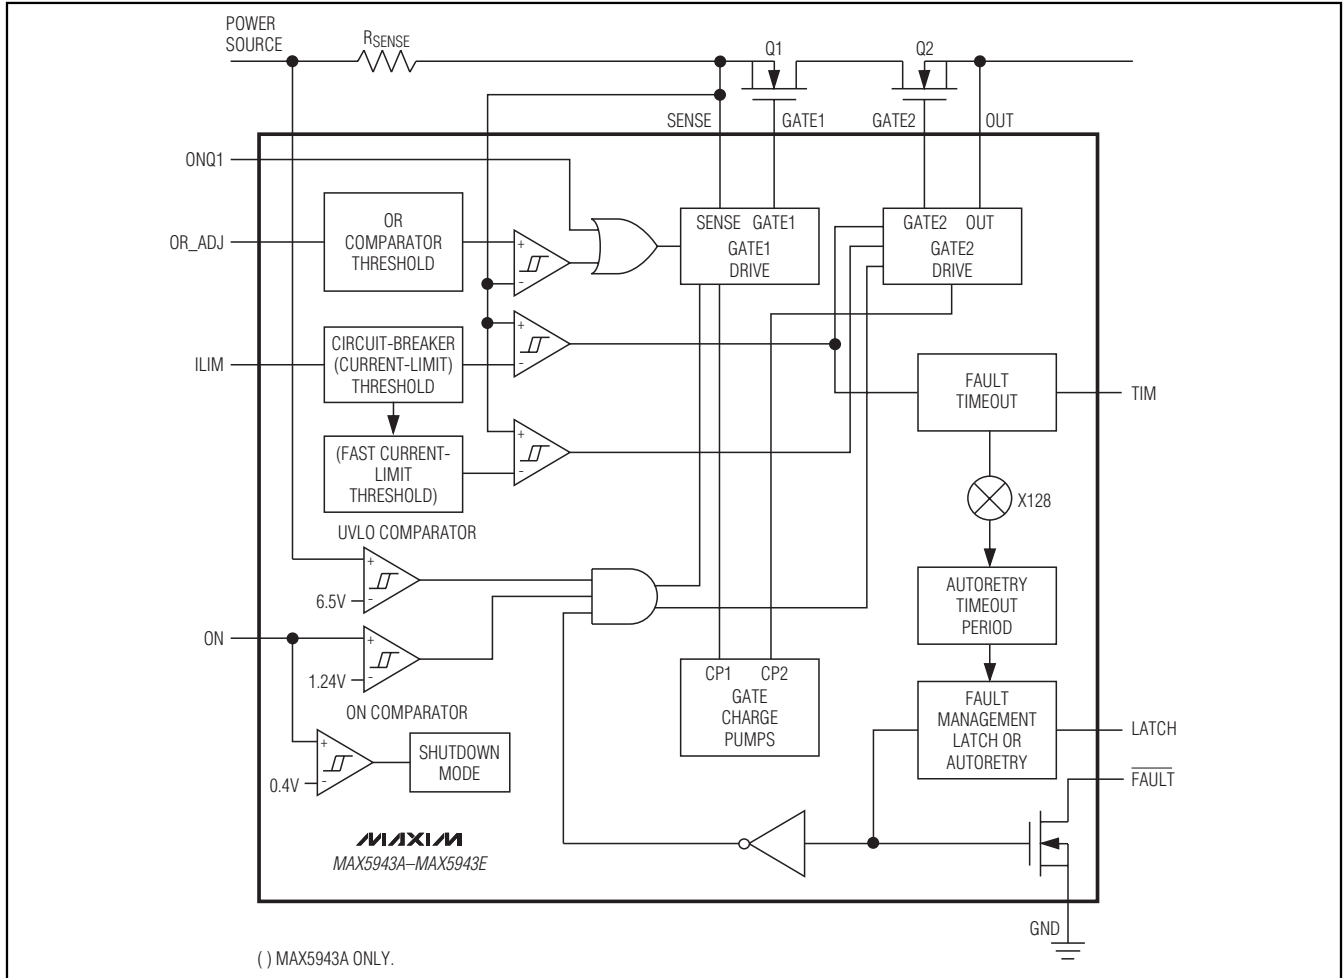 POWER
SOURCE
RSENSE
Q1
Q2
SENSE
GATE1
GATE2
OUT
ONQ1
OR
COMPARATOR
THRESHOLD
+
-
SENSE GATE1
GATE1
DRIVE
GATE2 OUT
GATE2
DRIVE
OR_ADJ
CIRCUIT-BREAKER
(CURRENT-LIMIT)
THRESHOLD
+
-
ILIM
FAULT
TIMEOUT
TIM
(FAST CURRENT-
LIMIT
THRESHOLD)
+
-
X128
UVLO COMPARATOR
+
6.5V
-
AUTORETRY
TIMEOUT
PERIOD
ON
+
1.24V
-
ON COMPARATOR
CP1 CP2
GATE
CHARGE
PUMPS
FAULT
MANAGEMENT
LATCH OR
AUTORETRY
LATCH
+
0.4V
-
SHUTDOWN
MODE
FAULT
MAXIM
MAX5943A–MAX5943E
GND
( ) MAX5943A ONLY.